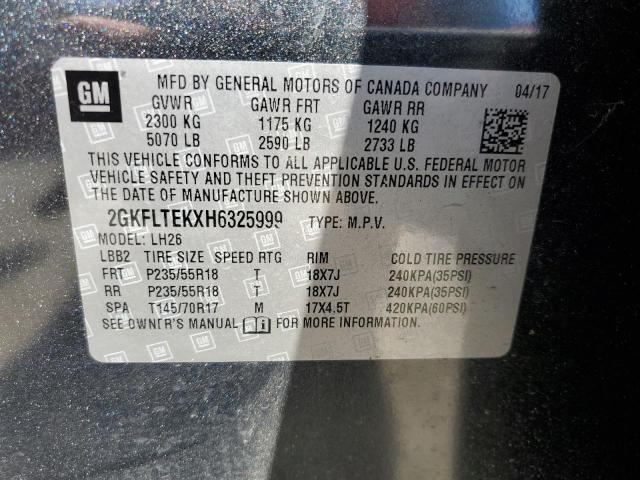 GM MFD BY GENERAL MOTORS OF CANADA COMPANY 04/17
GVWR GAWR FRT GAWR RR
2300 KG 1175 KG 1240 KG
5070 LB 2590 LB 2733 LB
THIS VEHICLE CONFORMS TO ALL APPLICABLE U.S. FEDERAL MOTOR
VEHICLE SAFETY AND THEFT PREVENTION STANDARDS IN EFFECT ON
THE DATE OF MANUFACTURE SHOWN ABOVE.
2GKFLTEKXH6325999 TYPE: M.P.V.
MODEL: LH26
LBB2 TIRE SIZE SPEED RTG RIM COLD TIRE PRESSURE
FRT P235/55R18 T 18X7J 240KPA(35PSI)
RR P235/55R18 T 18X7J 240KPA(35PSI)
SPA T145/70R17 M 17X4.5T 420KPA(60PSI)
SEE OWNER'S MANUAL FOR MORE INFORMATION